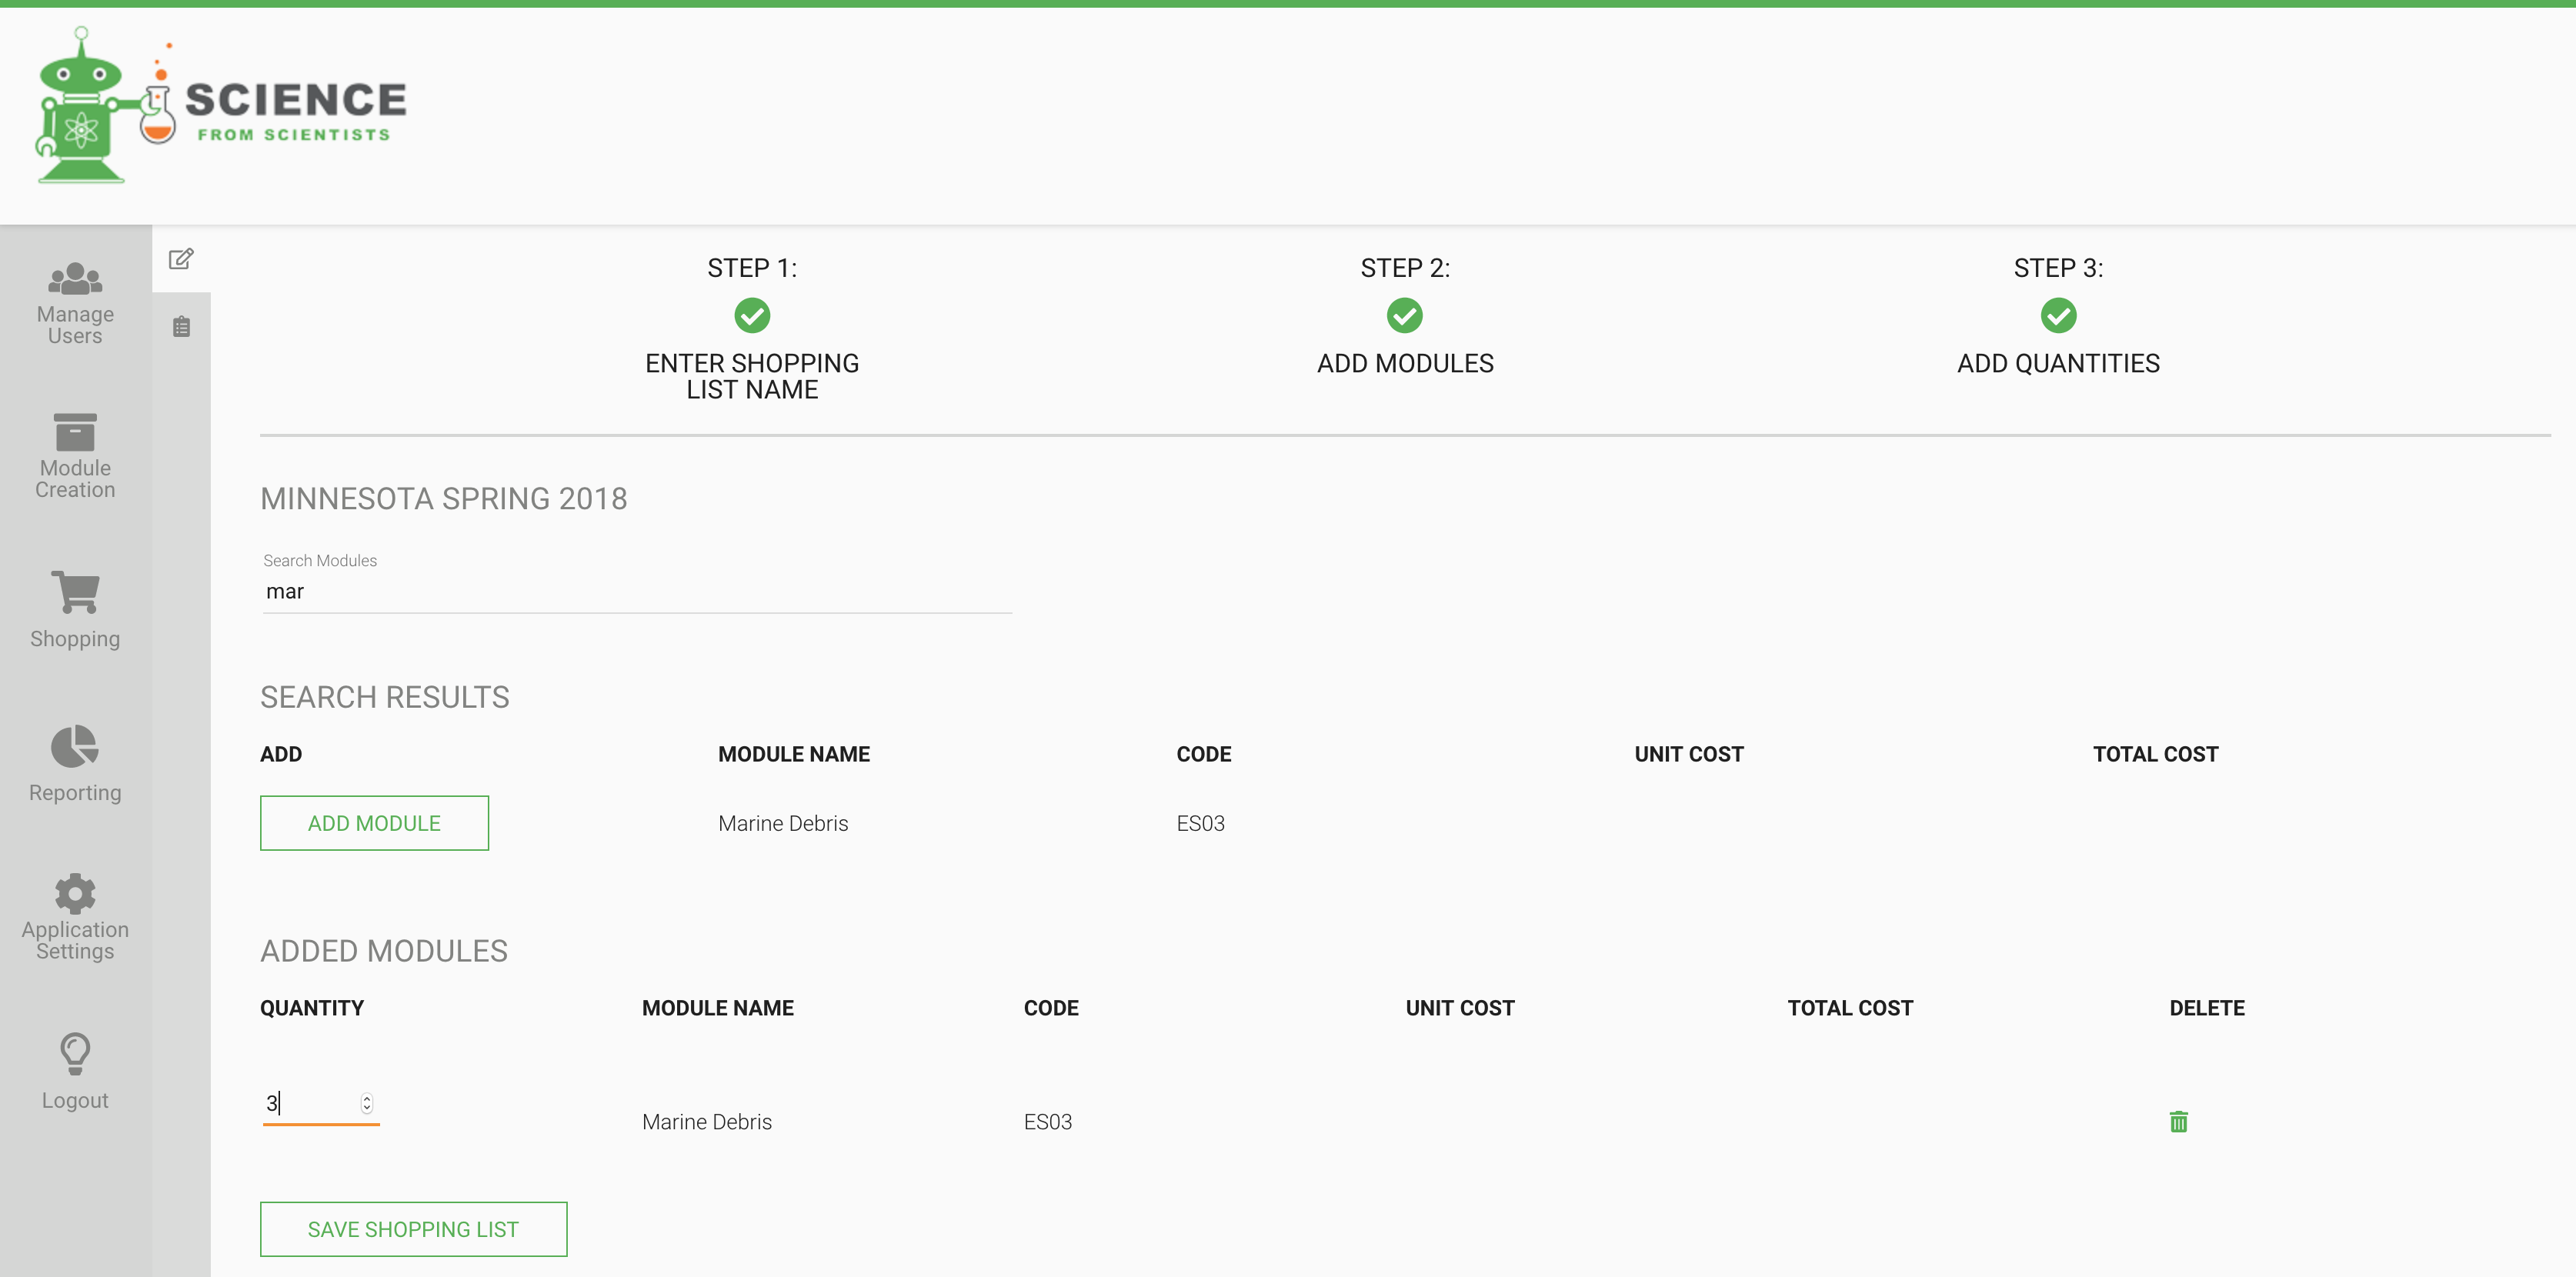 SCIENCE
FROM SCIENTISTS
Manage
Users
Module
Creation
Shopping
Reporting
Application
Settings
Logout
STEP 1:
ENTER SHOPPING
LIST NAME
STEP 2:
ADD MODULES
STEP 3:
ADD QUANTITIES
MINNESOTA SPRING 2018
Search Modules
mar
SEARCH RESULTS
ADD MODULE NAME CODE UNIT COST TOTAL COST
ADD MODULE Marine Debris ES03
ADDED MODULES
QUANTITY MODULE NAME CODE UNIT COST TOTAL COST DELETE
3 Marine Debris ES03
SAVE SHOPPING LIST